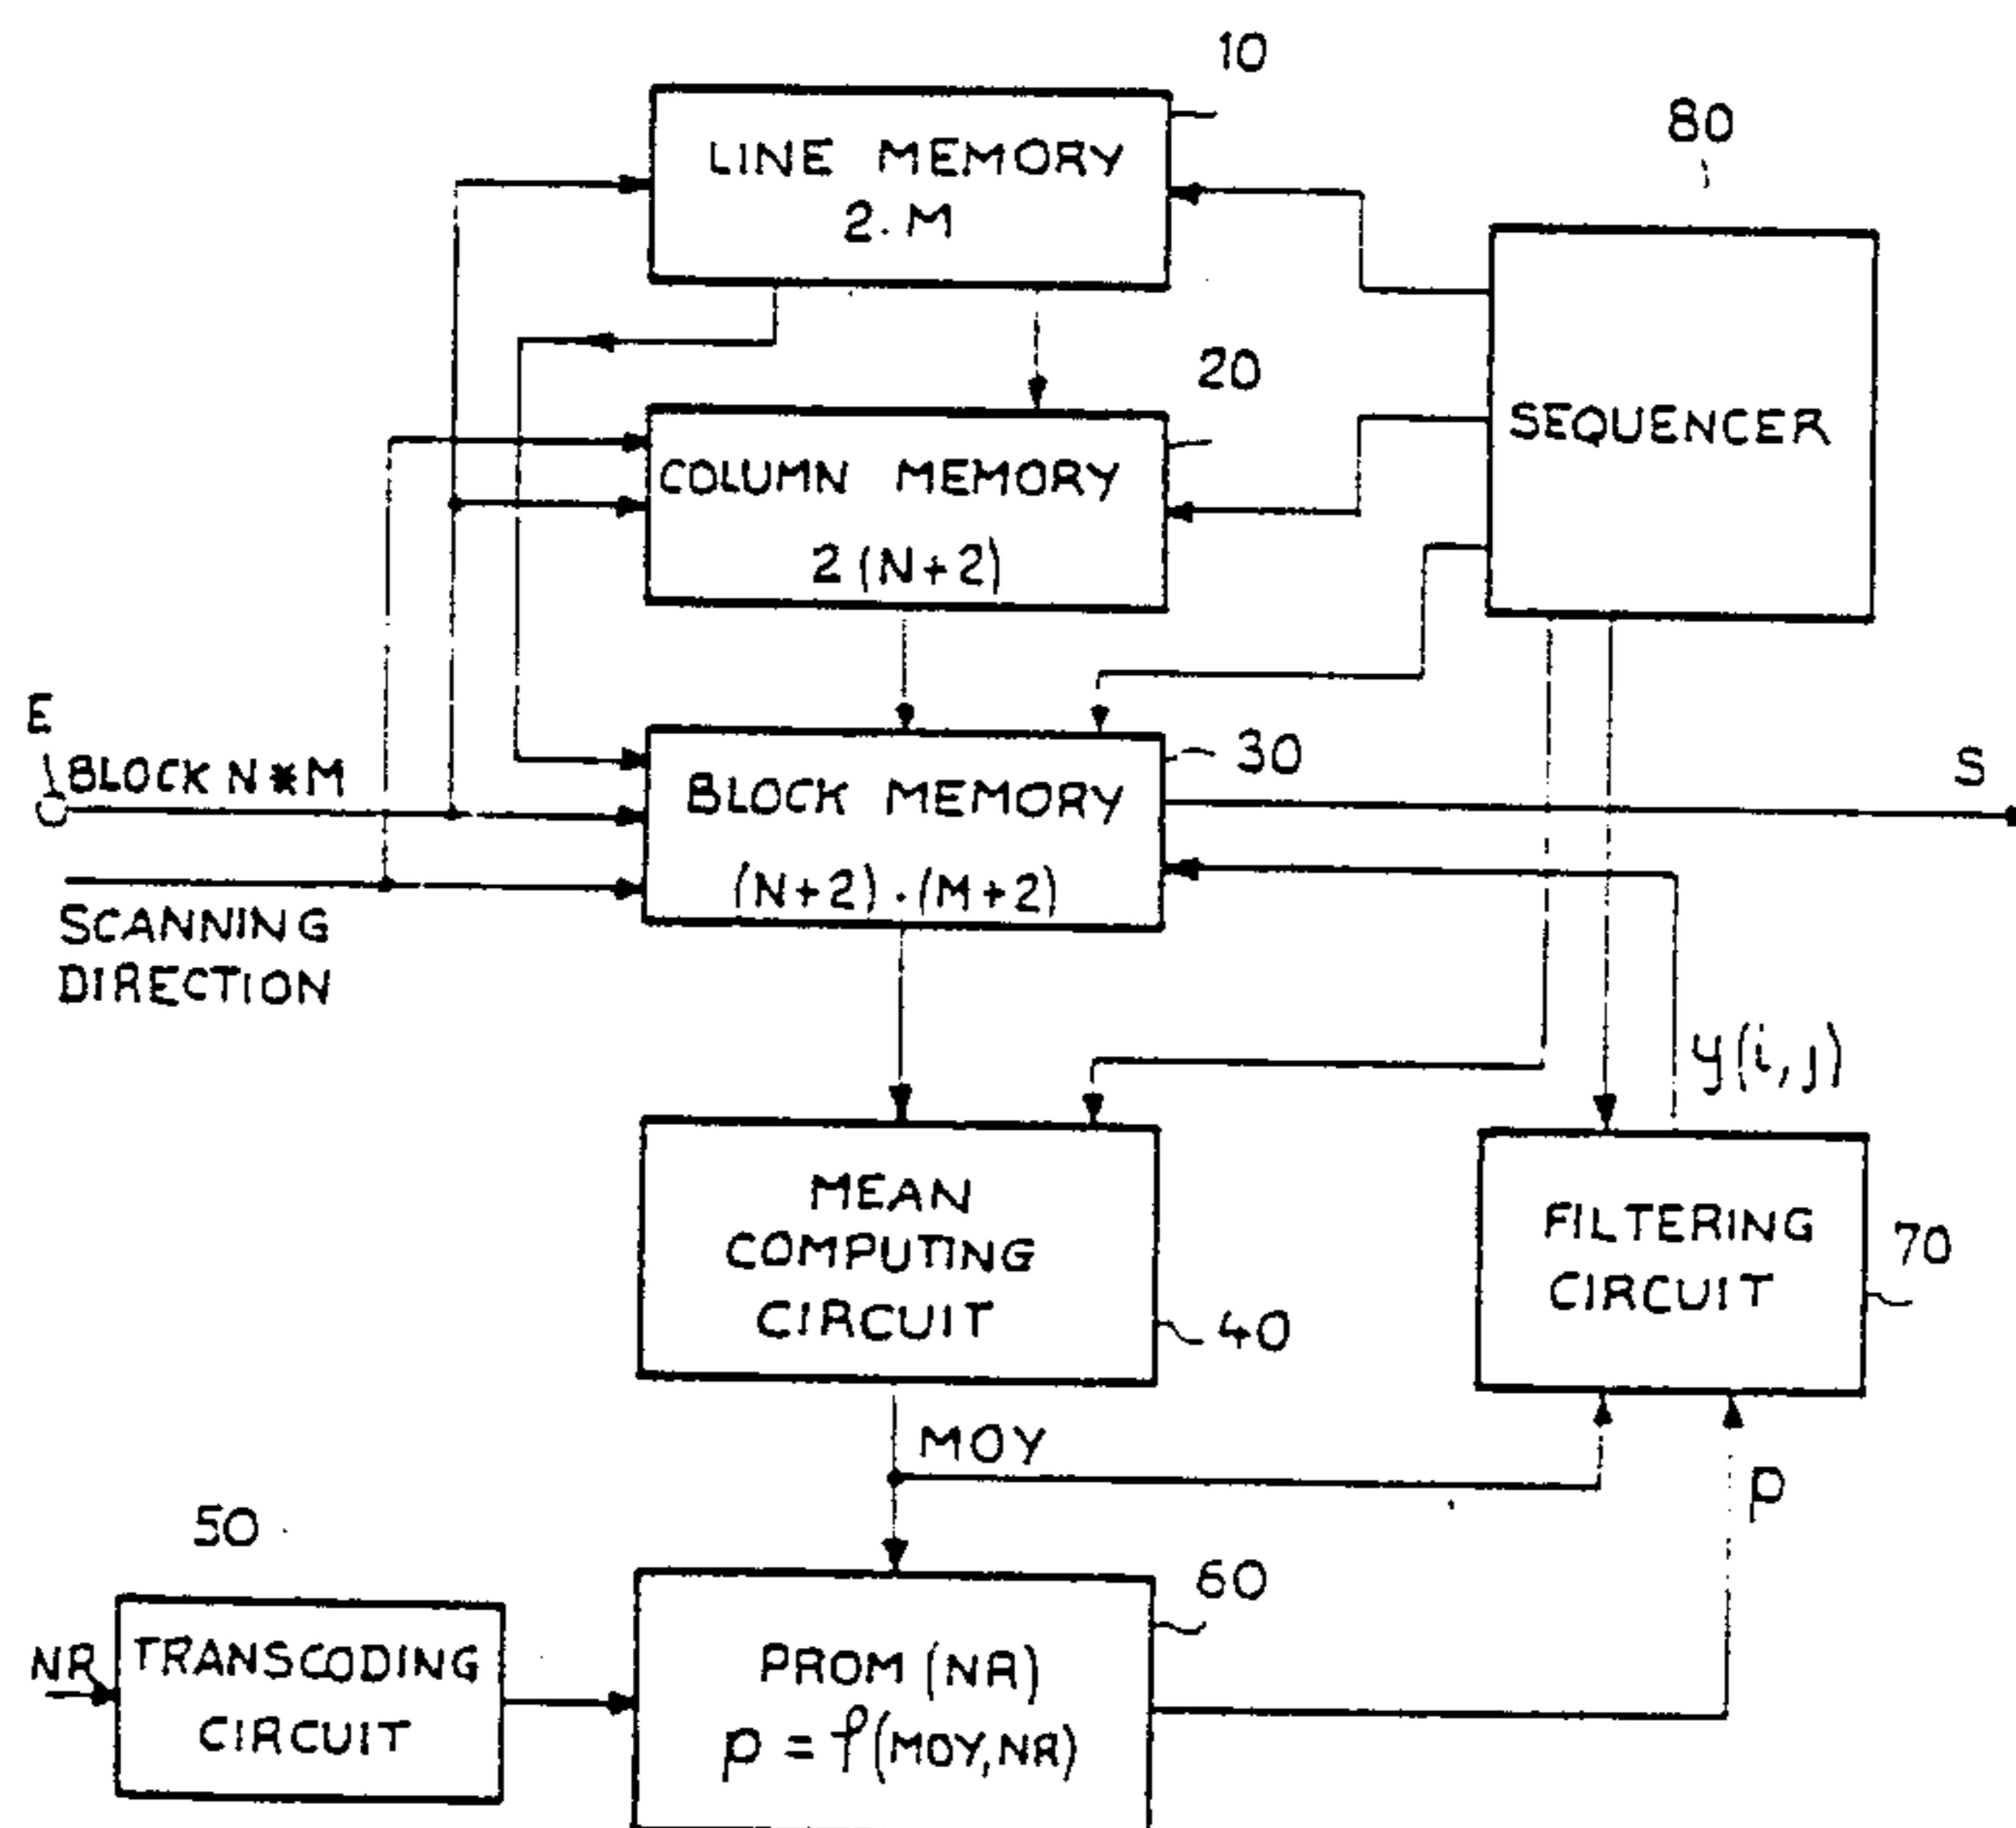 10
LINE MEMORY
2. M
80
20
SEQUENCER
COLUMN MEMORY
2 (N+2)
E
BLOCK N*M
30
S
BLOCK MEMORY
(N+2).(M+2)
SCANNING
DIRECTION
y(i,j)
MEAN
COMPUTING
CIRCUIT
40
FILTERING
CIRCUIT
70
MOY
p
50
60
NR
TRANSCODING
CIRCUIT
PROM (NR)
p = f(MOY,NR)